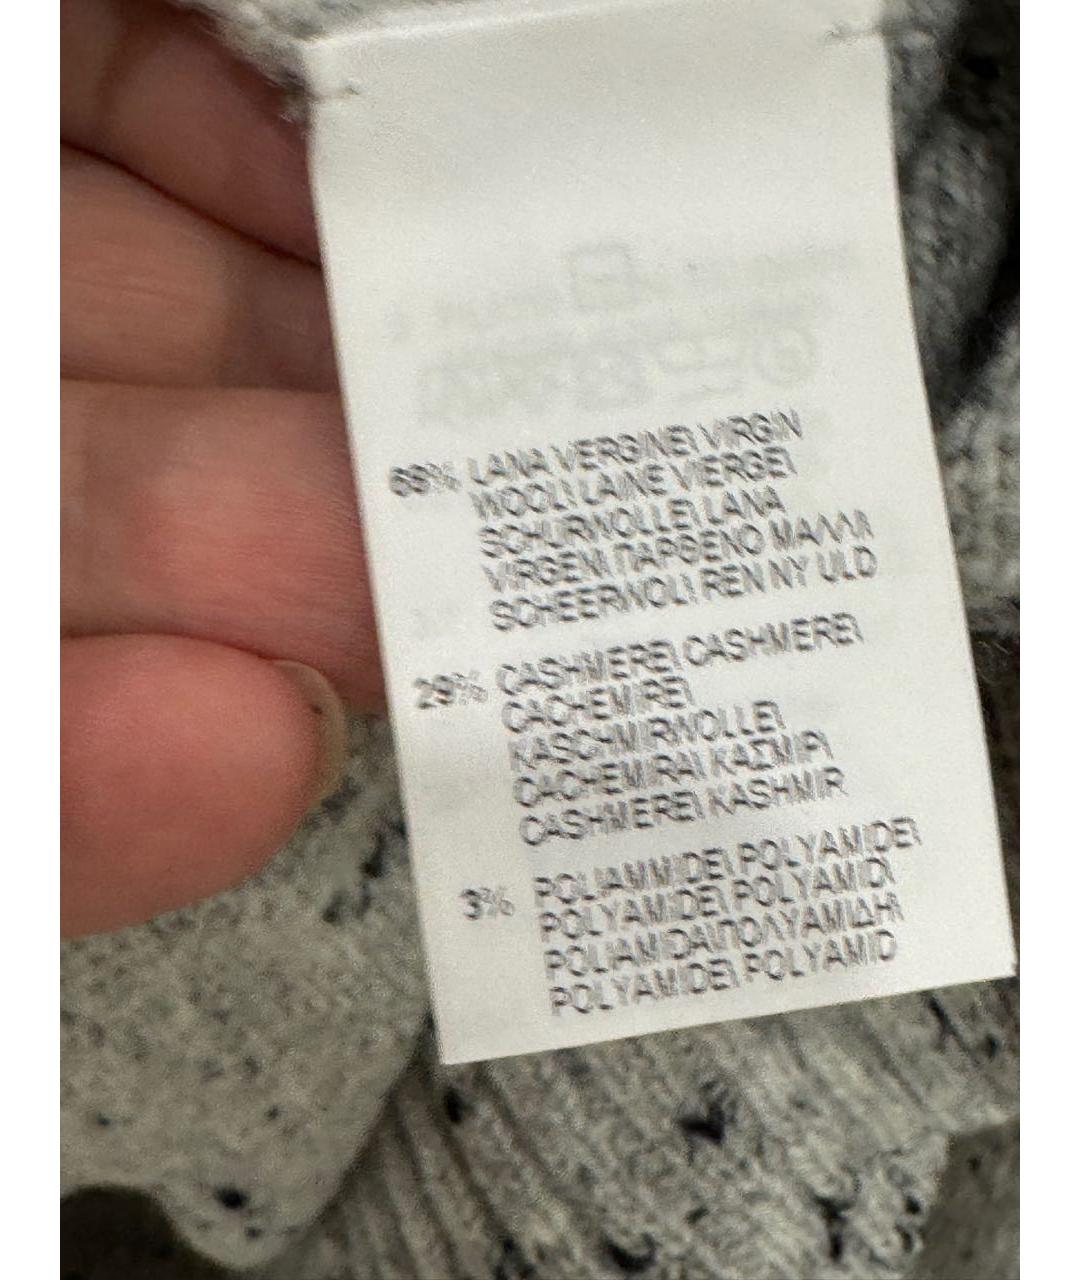 68% LANA VERGINE\ VIRGIN
WOOL\ LAINE VIERGE\
SCHURWOLLE\ LANA
VIRGEN\ ΠΑΡΘΕΝΟ ΜΑΛΛΙ\
SCHEERWOL\ REN NY ULD
29% CASHMERE\ CASHMERE\
CACHEMIRE\
KASCHMIRWOLLE\
CACHEMIRA\ ΚΑΣΜΙΡ\
CASHMERE\ KASHMIR
3% POLIAMMIDE\ POLYAMIDE\
POLYAMIDE\ POLYAMID\
POLIAMIDA\ΠΟΛΥΑΜΙΔΗ\
POLYAMIDE\ POLYAMID